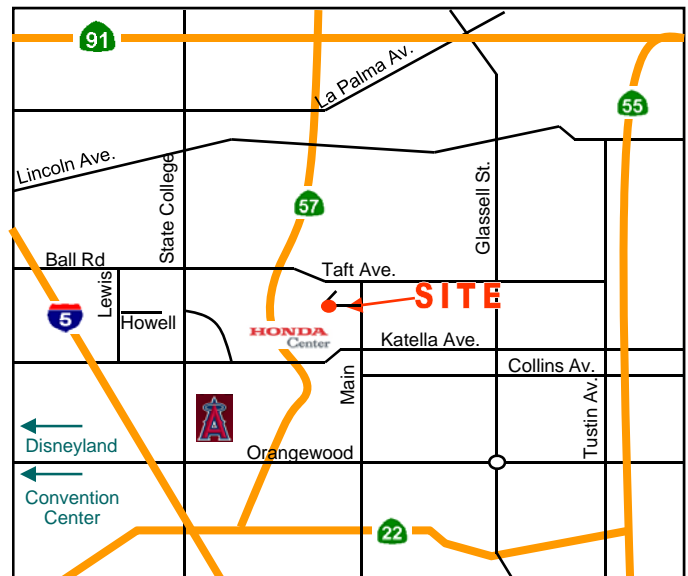 91
La Palma Av.
55
Lincoln Ave.
State College
57
Glassell St.
Ball Rd
Taft Ave.
Lewis
SITE
5
Howell
HONDA
Center
Katella Ave.
Collins Av.
Main
Tustin Av.
A
Disneyland
Orangewood
Convention
Center
22